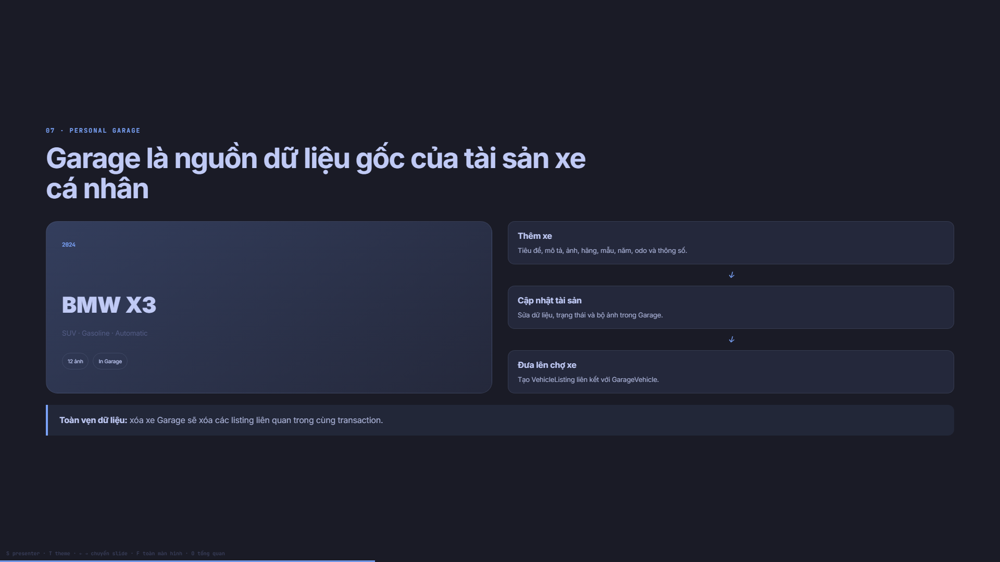 07 · PERSONAL GARAGE
Garage là nguồn dữ liệu gốc của tài sản xe
cá nhân
2024
BMW X3
SUV · Gasoline · Automatic
12 ảnh
In Garage
Thêm xe
Tiêu đề, mô tả, ảnh, hãng, mẫu, năm, odo và thông số.
↓
Cập nhật tài sản
Sửa dữ liệu, trạng thái và bộ ảnh trong Garage.
↓
Đưa lên chợ xe
Tạo VehicleListing liên kết với GarageVehicle.
Toàn vẹn dữ liệu: xóa xe Garage sẽ xóa các listing liên quan trong cùng transaction.
S presenter · T theme · ← → chuyển slide · F toàn màn hình · O tổng quan